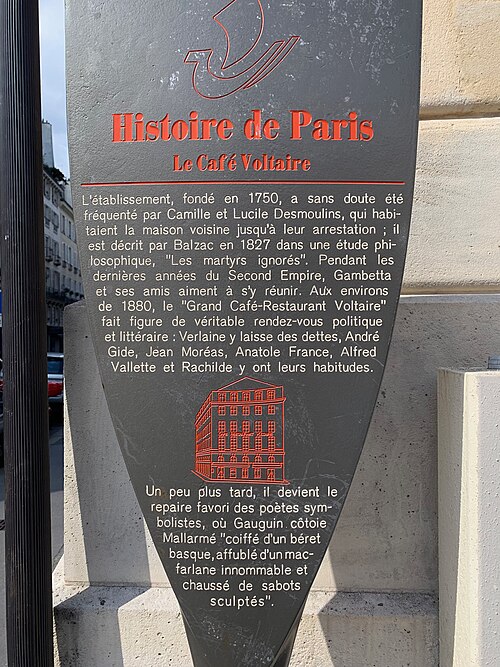 Histoire de Paris
Le Café Voltaire
L'établissement, fondé en 1750, a sans doute été
fréquenté par Camille et Lucile Desmoulins, qui habi-
taient la maison voisine jusqu'à leur arrestation ; il
est décrit par Balzac en 1827 dans une étude phi-
losophique, "Les martyrs ignorés". Pendant les
dernières années du Second Empire, Gambetta
et ses amis aiment à s'y réunir. Aux environs
de 1880, le "Grand Café-Restaurant Voltaire"
fait figure de véritable rendez-vous politique
et littéraire : Verlaine y laisse des dettes, André
Gide, Jean Moréas, Anatole France, Alfred
Vallette et Rachilde y ont leurs habitudes.
Un peu plus tard, il devient le
repaire favori des poètes sym-
bolistes, où Gauguin côtoie
Mallarmé "coiffé d'un béret
basque, affublé d'un mac-
farlane innommable et
chaussé de sabots
sculptés".